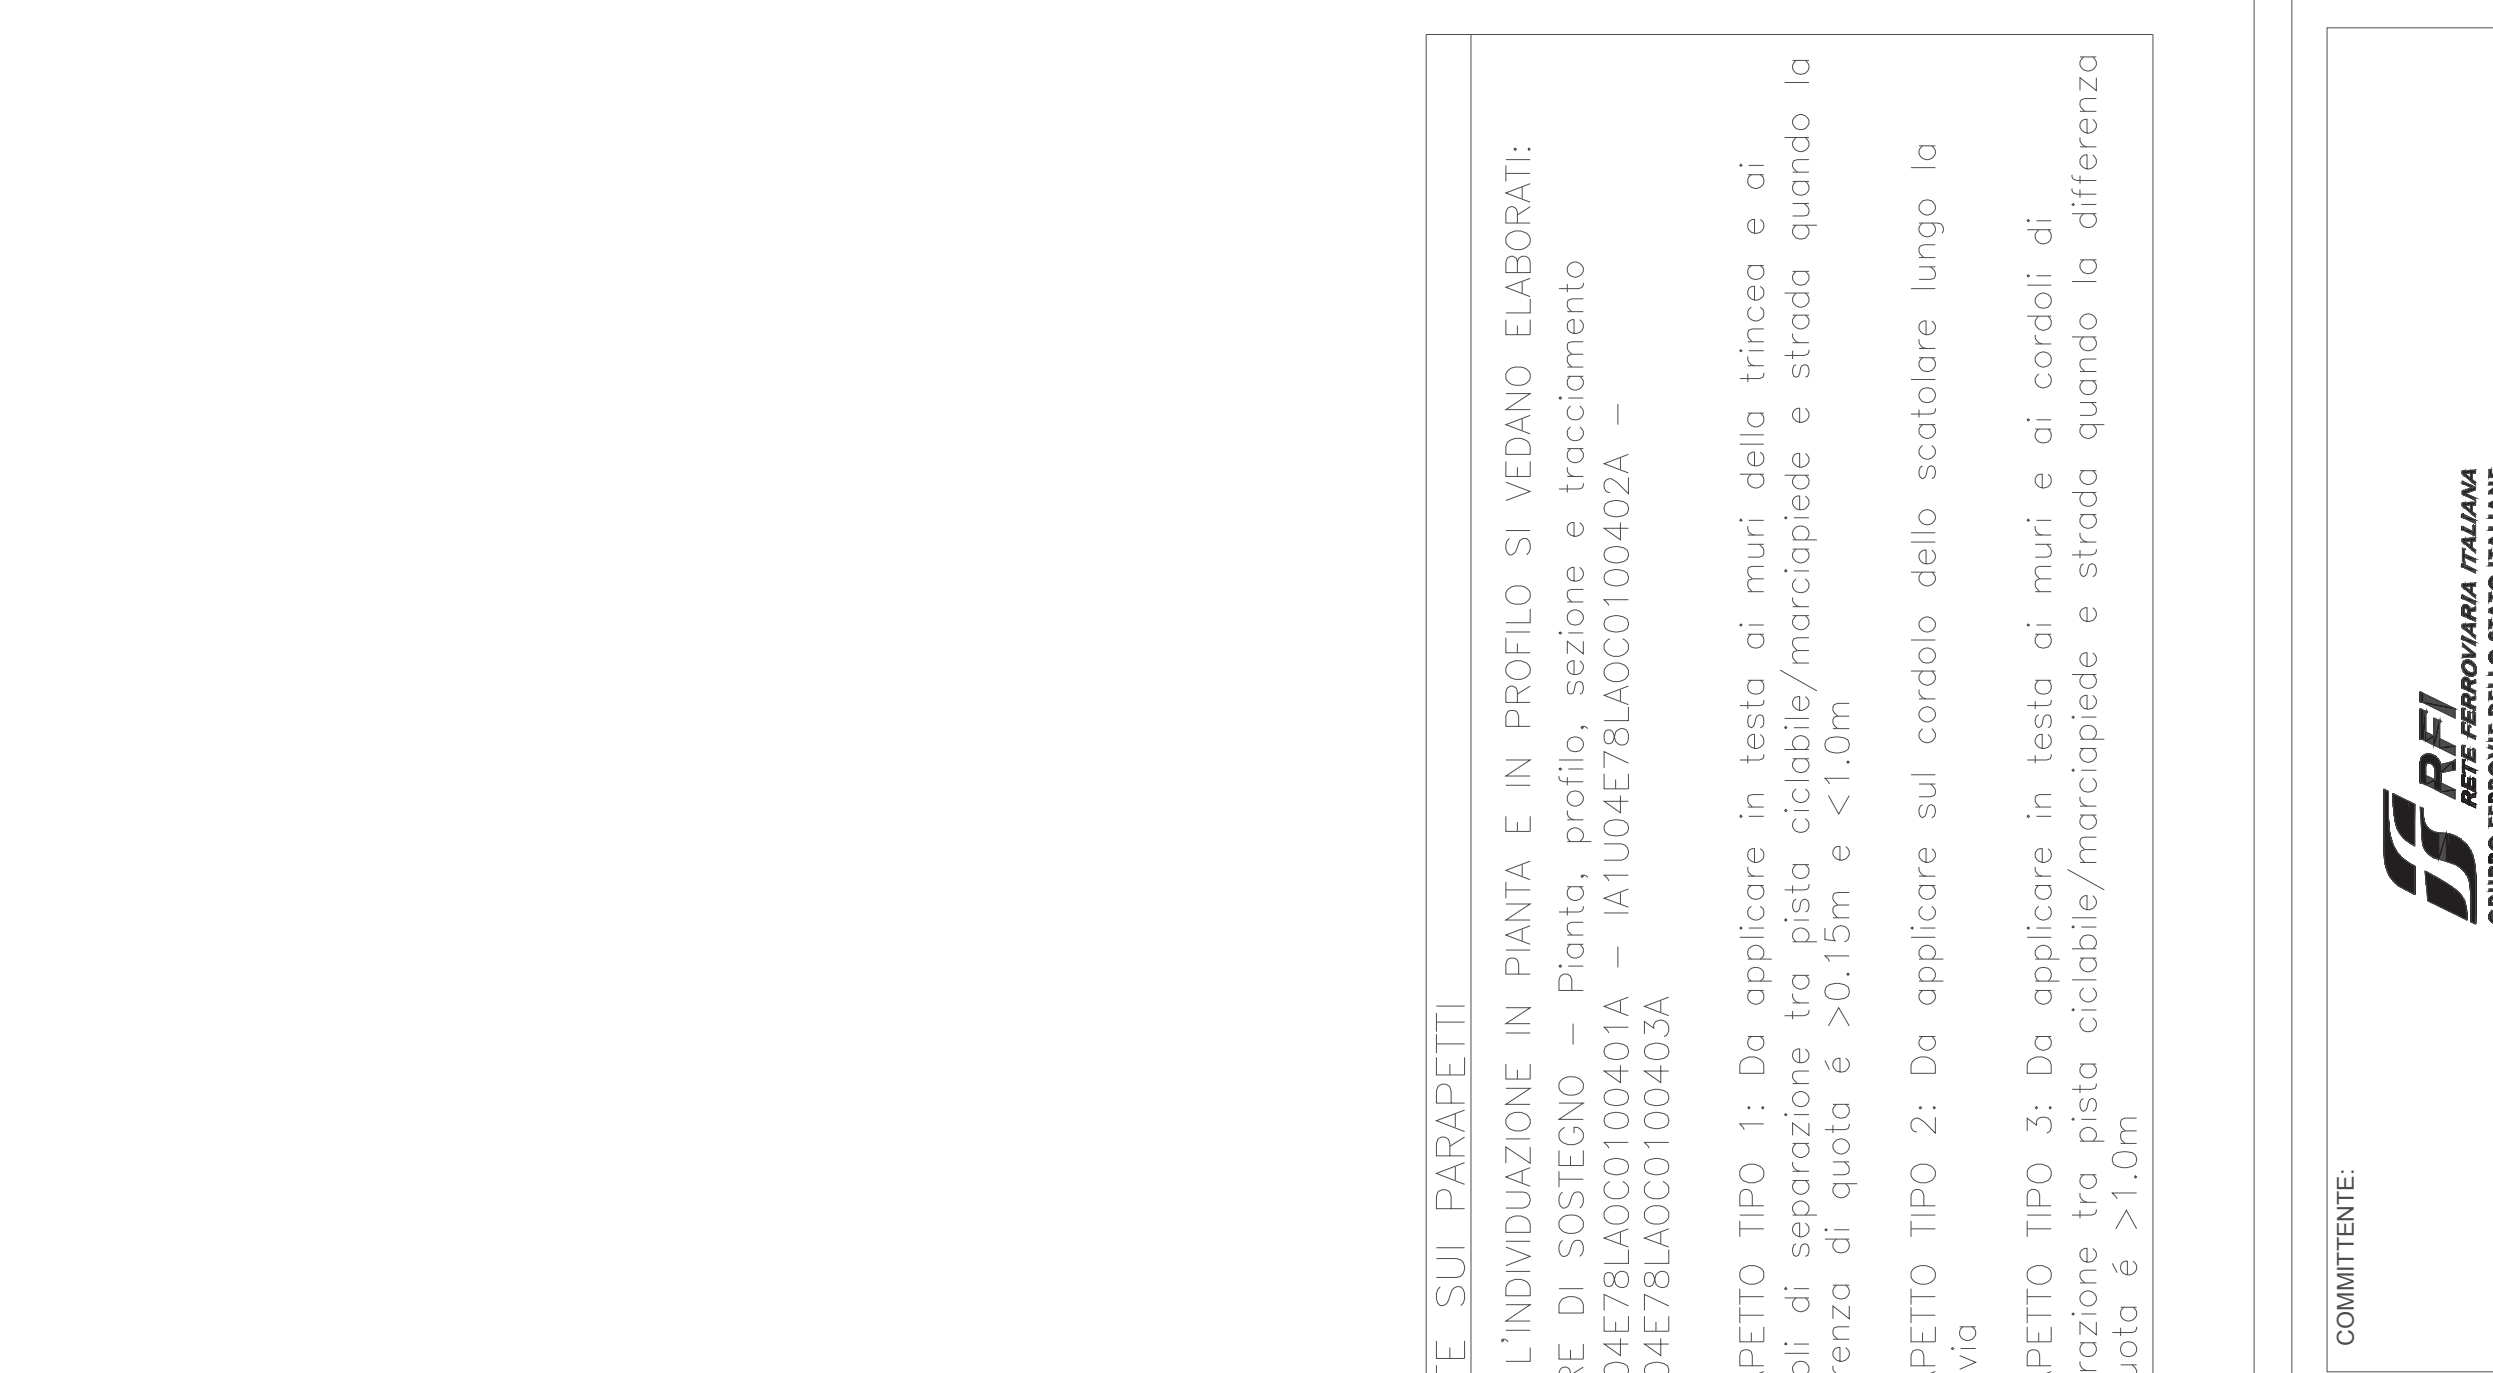 SUI PARAPETTI
L'INDIVIDUAZIONE IN PIANTA E IN PROFILO SI VEDANO ELABORATI:
DI SOSTEGNO – Pianta, profilo, sezione e tracciamento
04E78LAOC0100401A – IA1U04E78LAOC0100402A –
04E78LAOC0100403A
PETTO TIPO 1: Da applicare in testa ai muri della trincea e ai
oli di separazione tra pista ciclabile/marciapiede e strada quando la
renza di quota é >0.15m e <1.0m
PETTO TIPO 2: Da applicare sul cordolo dello scatolare lungo la
via
PETTO TIPO 3: Da applicare in testa ai muri e ai cordoli di
razione tra pista ciclabile/marciapiede e strada quando la differenza
uota é >1.0m
COMMITTENTE:
RFI
RETE FERROVIARIA ITALIANA